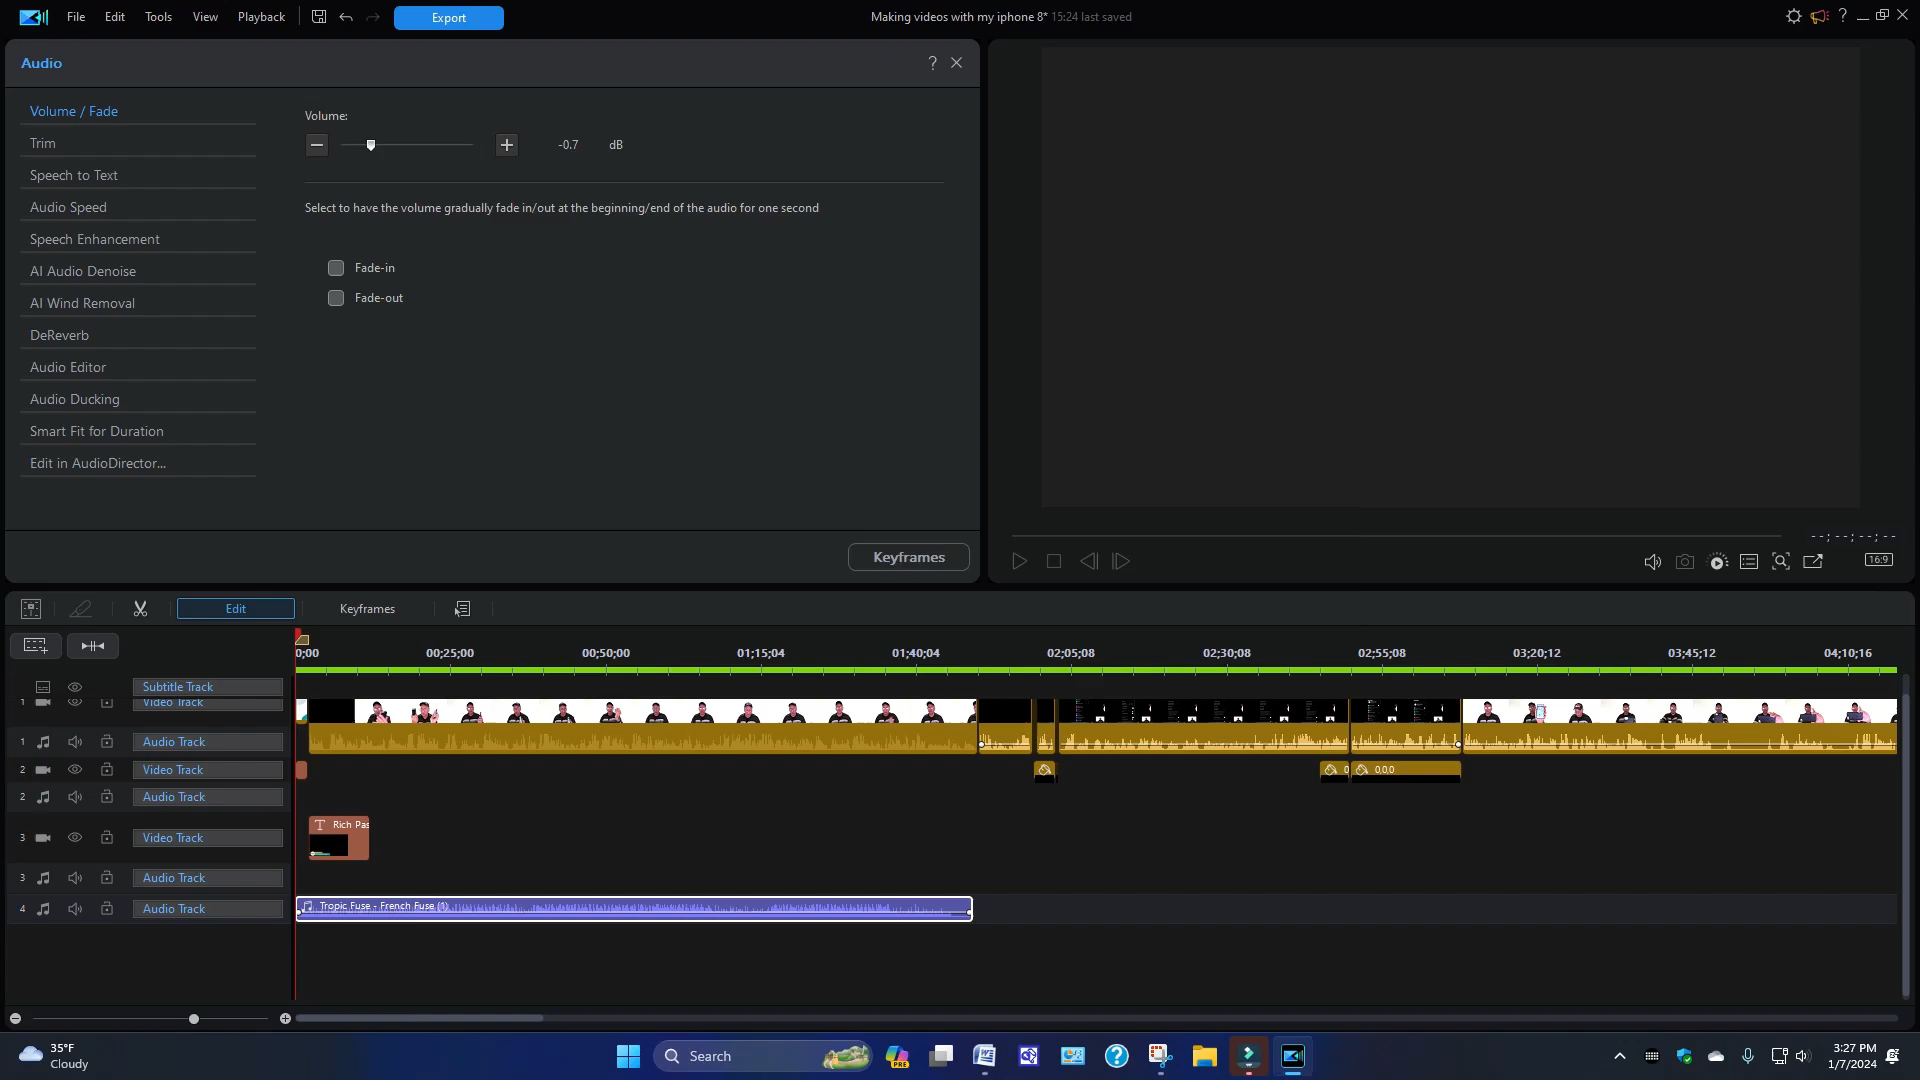 File Edit Tools View Playback Export Making videos with my iphone 8* 15:24 last saved ?
Audio ?
Volume / Fade
Trim
Speech to Text
Audio Speed
Speech Enhancement
AI Audio Denoise
AI Wind Removal
DeReverb
Audio Editor
Audio Ducking
Smart Fit for Duration
Edit in AudioDirector...
Volume:
-0.7 dB
Select to have the volume gradually fade in/out at the beginning/end of the audio for one second
Fade-in
Fade-out
Keyframes
--;--;--;--
16:9
Edit Keyframes
0;00 00;25;00 00;50;00 01;15;04 01;40;04 02;05;08 02;30;08 02;55;08 03;20;12 03;45;12 04;10;16
Subtitle Track
1 Video Track
1 Audio Track
2 Video Track 0 0,0,0
2 Audio Track
3 Video Track
T Rich Pas
3 Audio Track
4 Audio Track Tropic Fuse - French Fuse (1)
35°F
Cloudy
Search
PRE
3:27 PM
1/7/2024